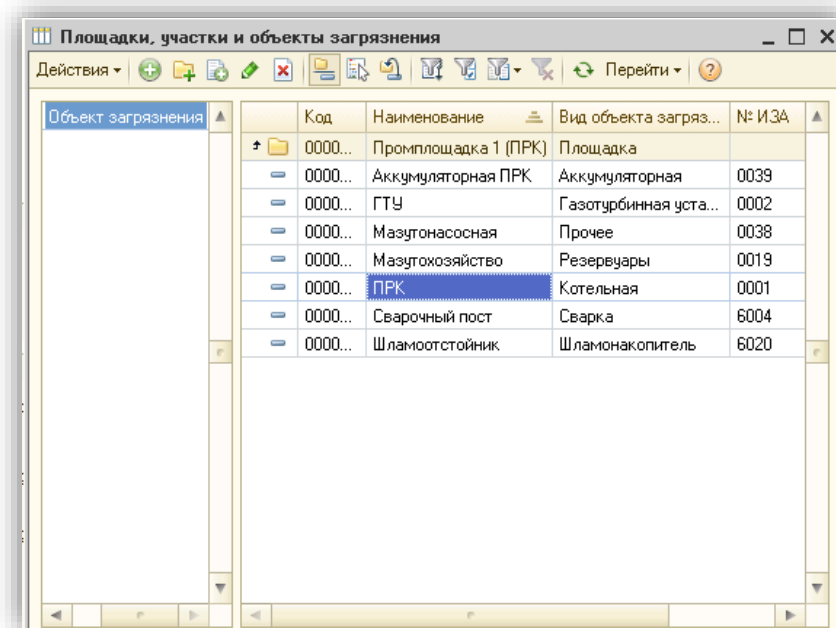 Площадки, участки и объекты загрязнения
Действия Перейти
Объект загрязнения
Код Наименование Вид объекта загряз... № ИЗА
0000... Промплощадка 1 (ПРК) Площадка
0000... Аккумуляторная ПРК Аккумуляторная 0039
0000... ГТУ Газотурбинная уста... 0002
0000... Мазутонасосная Прочее 0038
0000... Мазутохозяйство Резервуары 0019
0000... ПРК Котельная 0001
0000... Сварочный пост Сварка 6004
0000... Шламоотстойник Шламонакопитель 6020